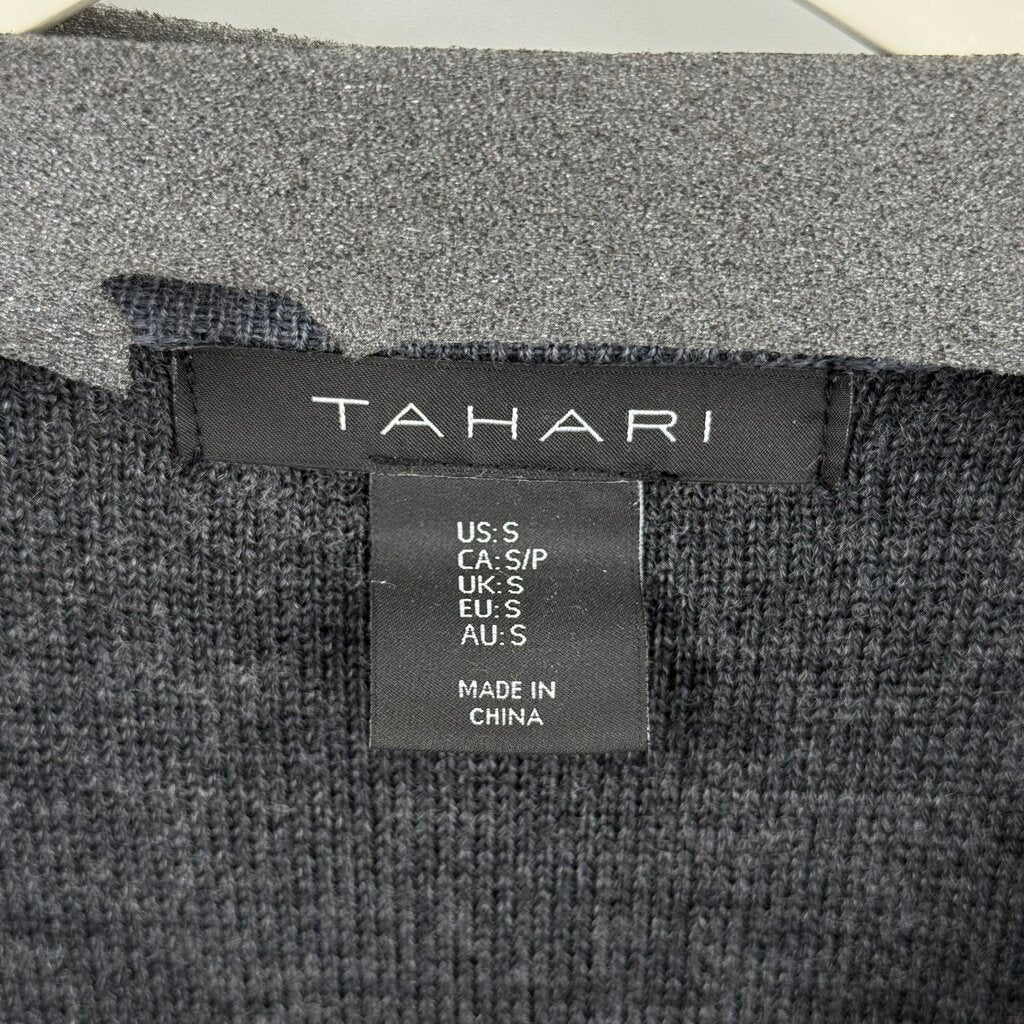 TAHARI
US: S
CA: S/P
UK: S
EU: S
AU: S
MADE IN
CHINA